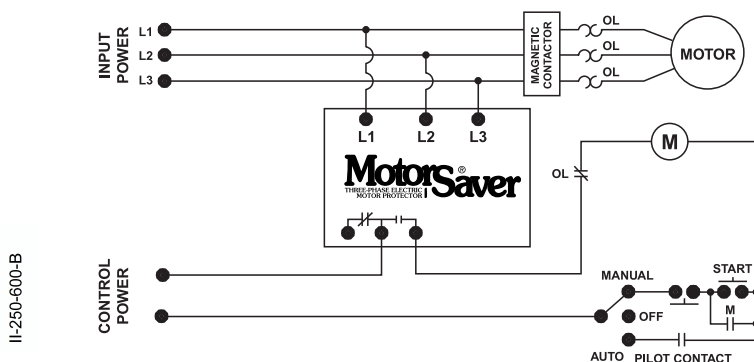 L1
L2
L3
INPUT
POWER
MAGNETIC
CONTACTOR
OL
OL
OL
MOTOR
L1
L2
L3
MotorSaver®
THREE-PHASE ELECTRIC
MOTOR PROTECTOR
OL
M
CONTROL
POWER
MANUAL
OFF
AUTO
START
M
PILOT CONTACT
II-250-600-B